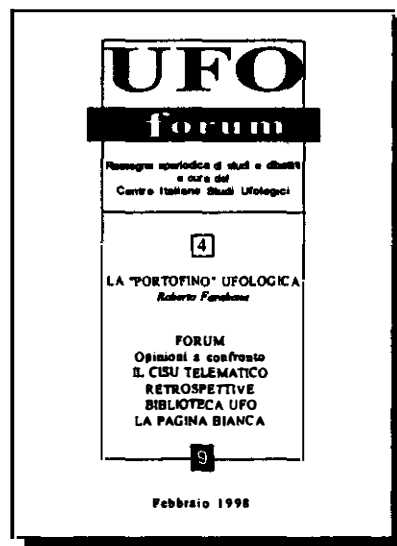 UFO
forum
Rassegna aperiodica di studi e dibattiti
a cura del
Centro Italiano Studi Ufologici
4
LA "PORTOFINO" UFOLOGICA
Roberto
FORUM
Opinioni a confronto
IL CISU TELEMATICO
RETROSPETTIVE
BIBLIOTECA UFO
LA PAGINA BIANCA
9
Febbraio 1998